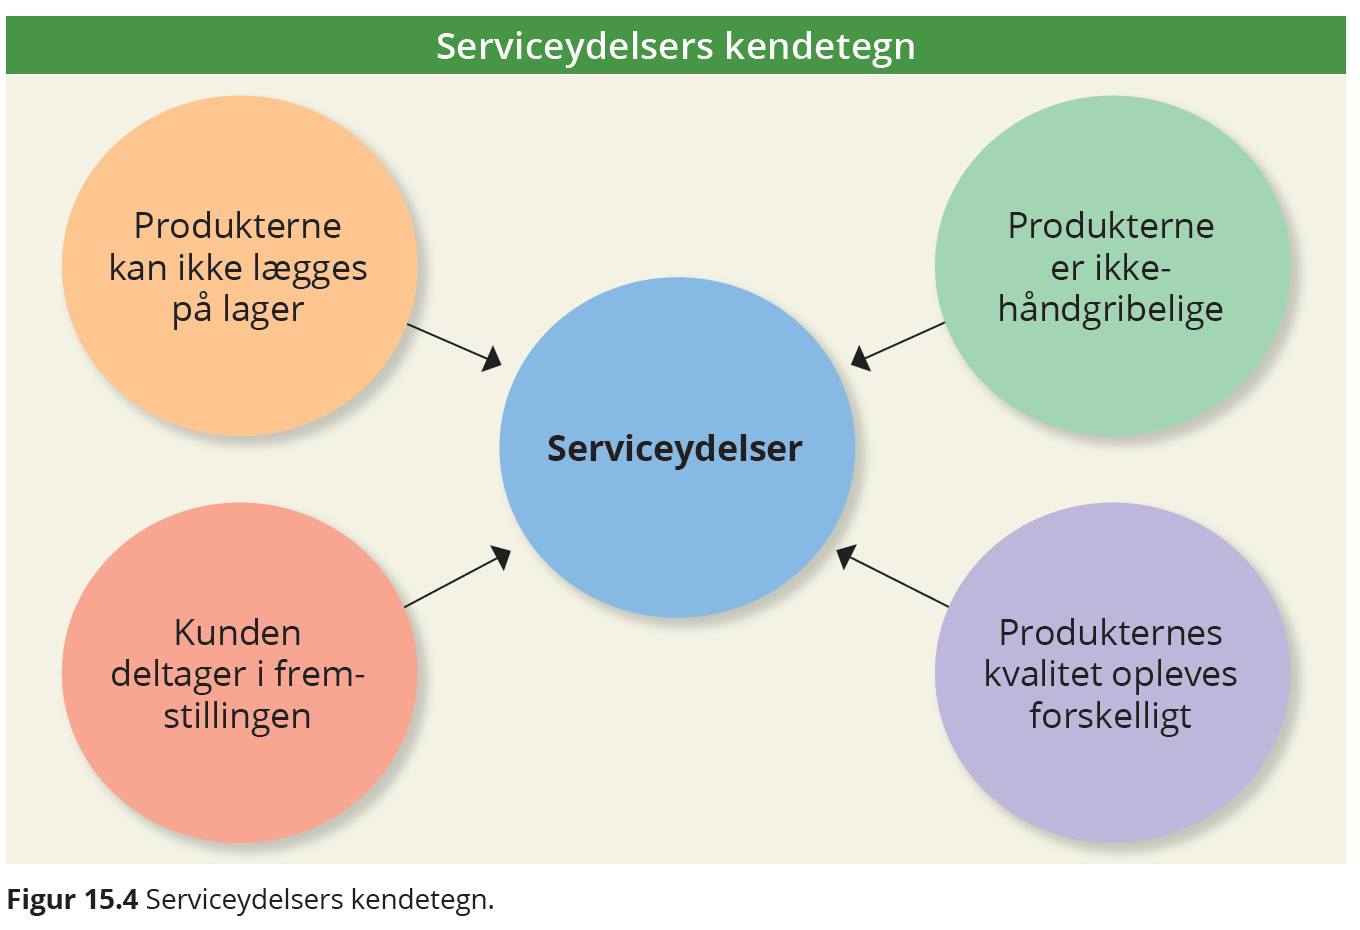 Serviceydelsers kendetegn
Produkterne
kan ikke lægges
på lager
Produkterne
er ikke-
håndgribelige
Serviceydelser
Kunden
deltager i frem-
stillingen
Produkternes
kvalitet opleves
forskelligt
Figur 15.4 Serviceydelsers kendetegn.